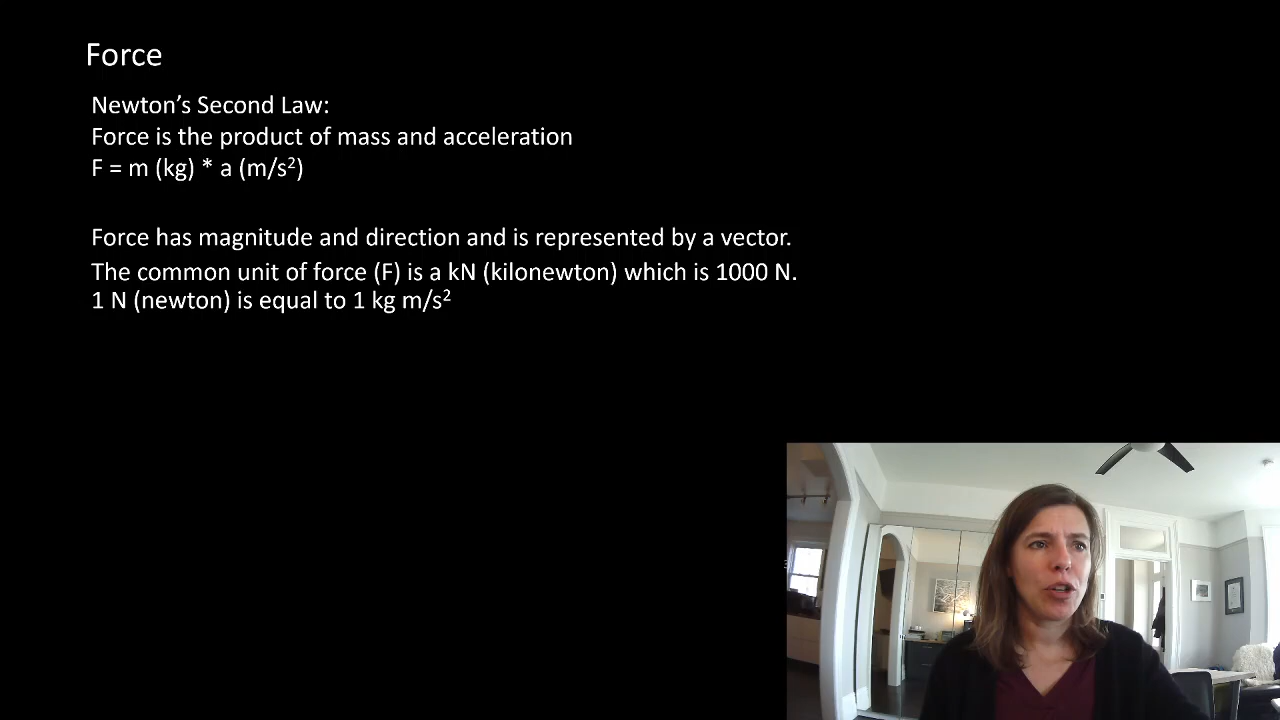 Force
Newton’s Second Law:
Force is the product of mass and acceleration
F = m (kg) * a (m/s²)
Force has magnitude and direction and is represented by a vector.
The common unit of force (F) is a kN (kilonewton) which is 1000 N.
1 N (newton) is equal to 1 kg m/s²